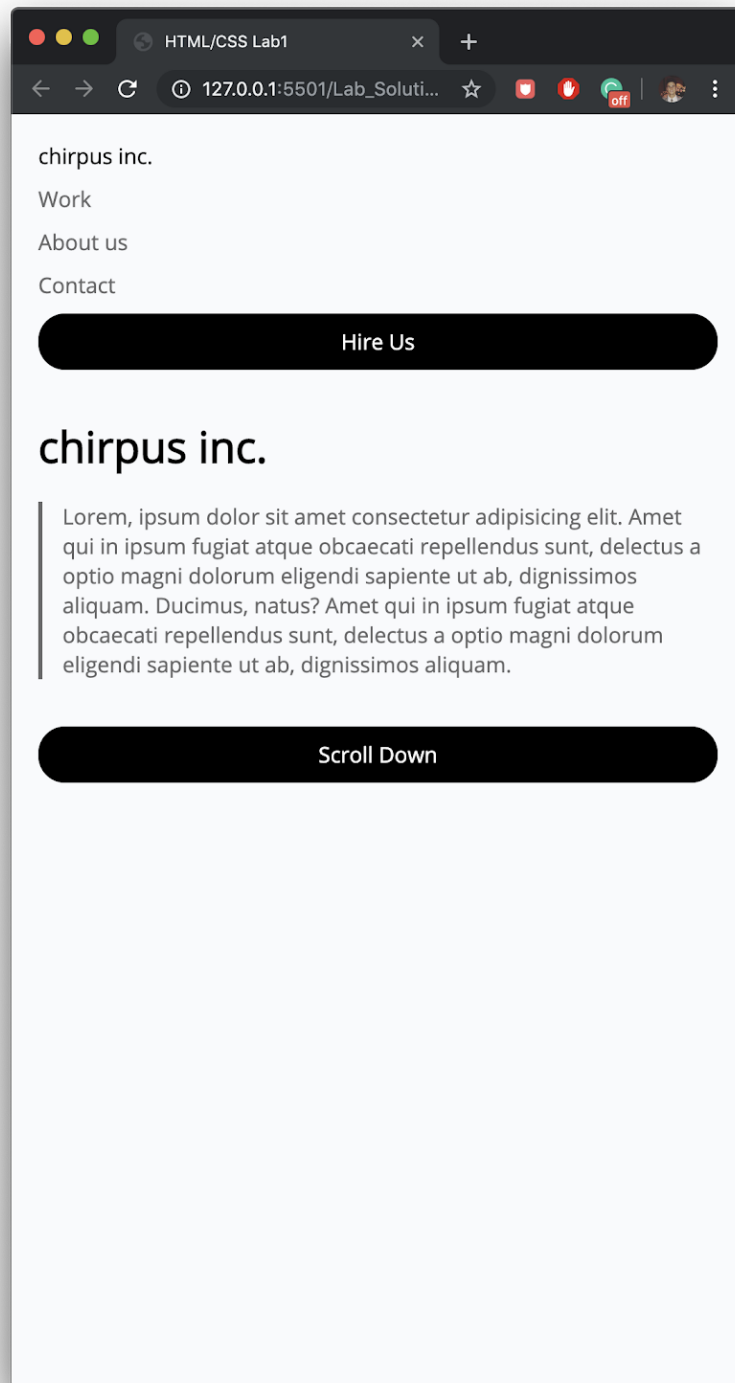 HTML/CSS Lab1
127.0.0.1:5501/Lab_Soluti...
off
chirpus inc.
Work
About us
Contact
Hire Us
chirpus inc.
Lorem, ipsum dolor sit amet consectetur adipisicing elit. Amet
qui in ipsum fugiat atque obcaecati repellendus sunt, delectus a
optio magni dolorum eligendi sapiente ut ab, dignissimos
aliquam. Ducimus, natus? Amet qui in ipsum fugiat atque
obcaecati repellendus sunt, delectus a optio magni dolorum
eligendi sapiente ut ab, dignissimos aliquam.
Scroll Down